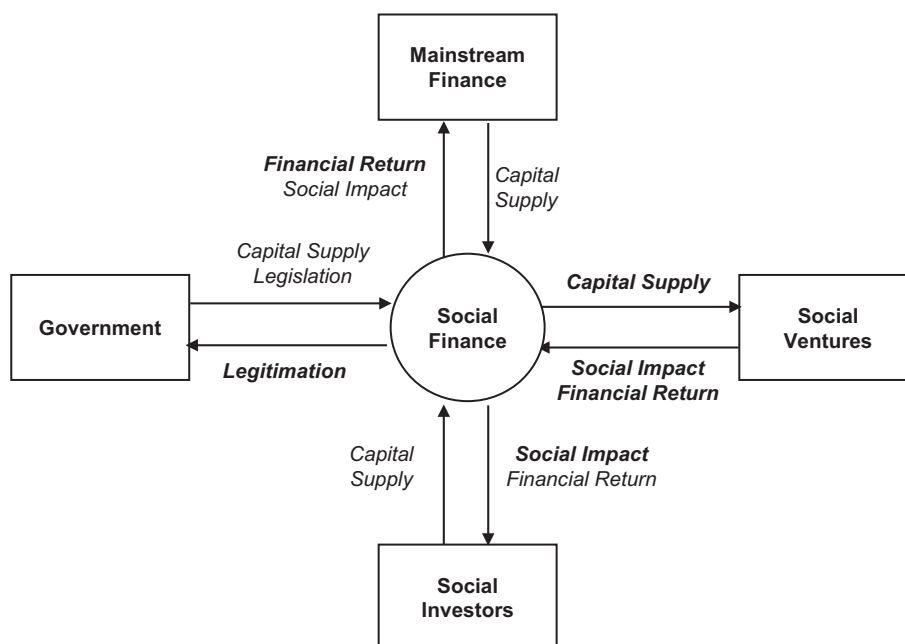 Mainstream
Finance
Financial Return
Social Impact
Capital
Supply
Capital Supply
Legislation
Government
Legitimation
Social
Finance
Capital Supply
Social Impact
Financial Return
Social
Ventures
Capital
Supply
Social Impact
Financial Return
Social
Investors